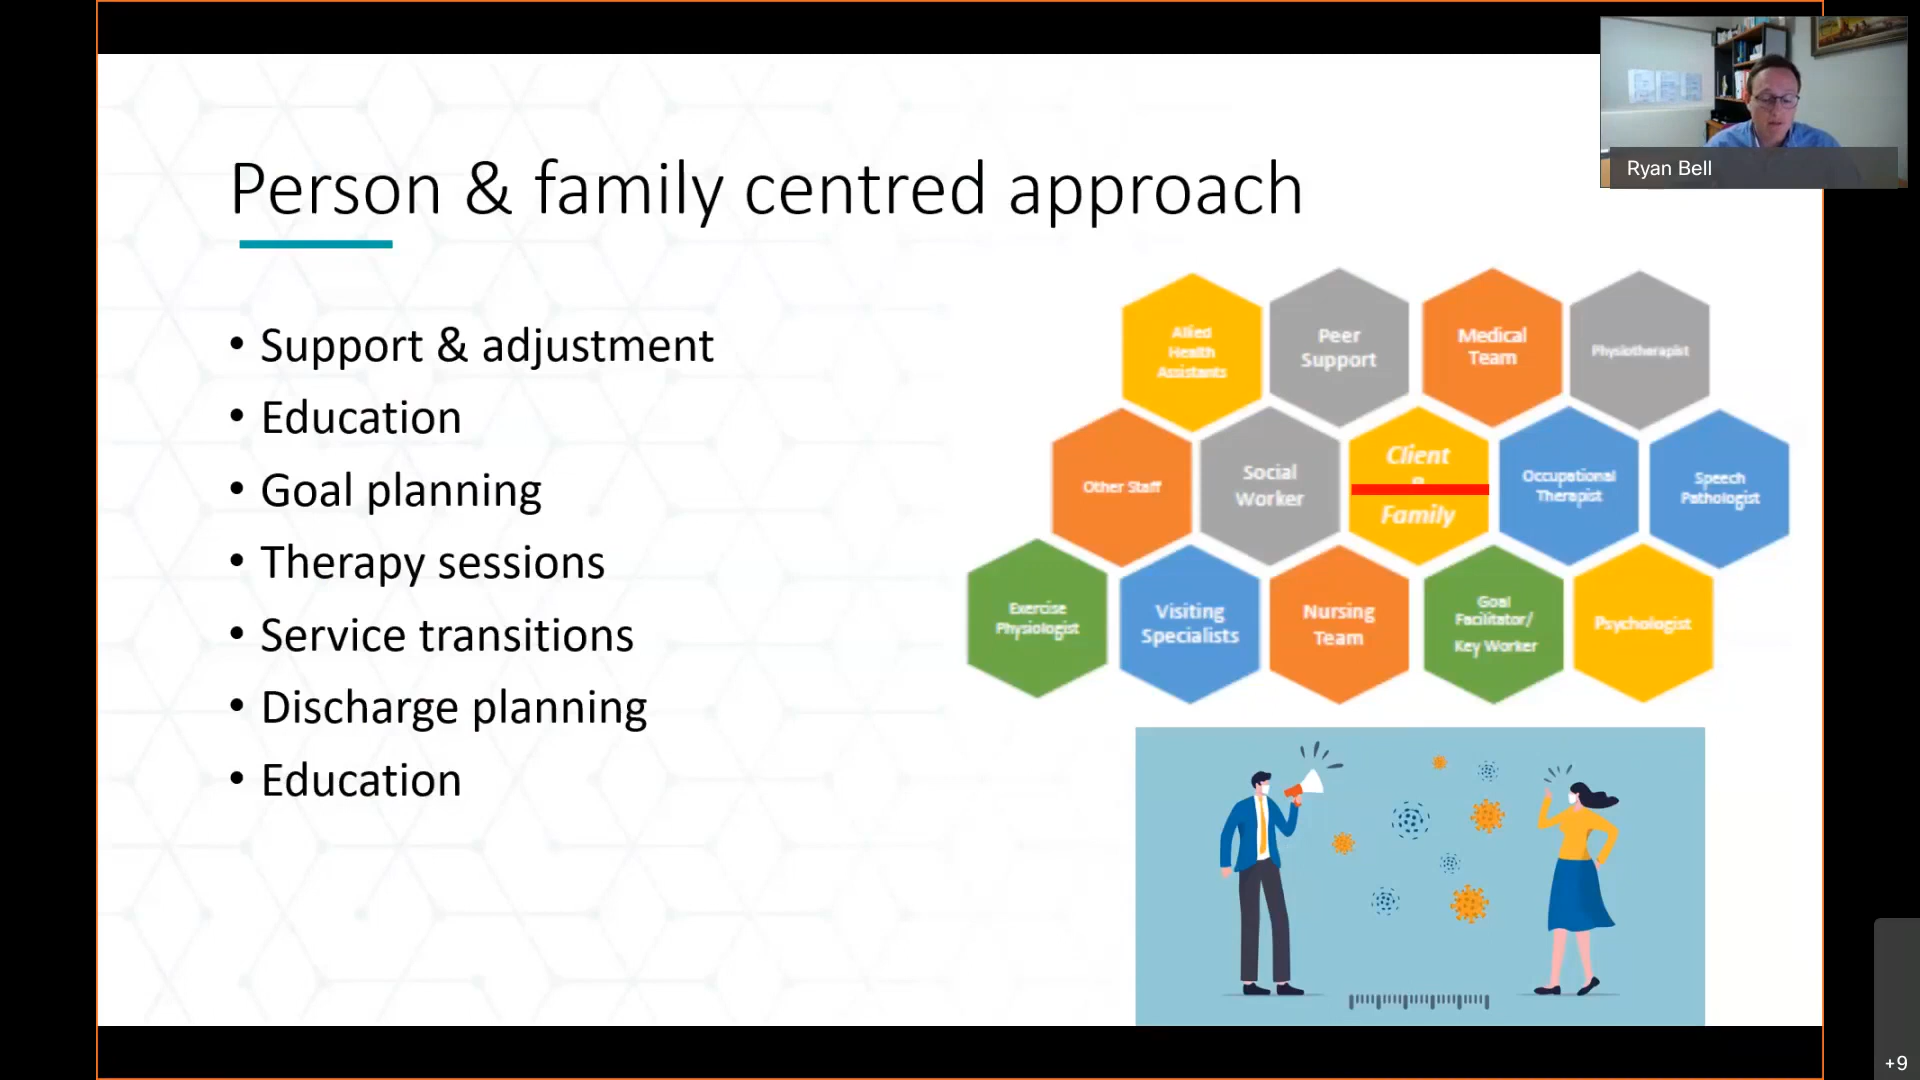 Person & family centred approach
• Support & adjustment
• Education
• Goal planning
• Therapy sessions
• Service transitions
• Discharge planning
• Education
Allied
Health
Assistants
Peer
Support
Medical
Team
Physiotherapist
Other Staff
Social
Worker
Client
Family
Occupational
Therapist
Speech
Pathologist
Exercise
Physiologist
Visiting
Specialists
Nursing
Team
Goal
Facilitator/
Key Worker
Psychologist
Ryan Bell
+9